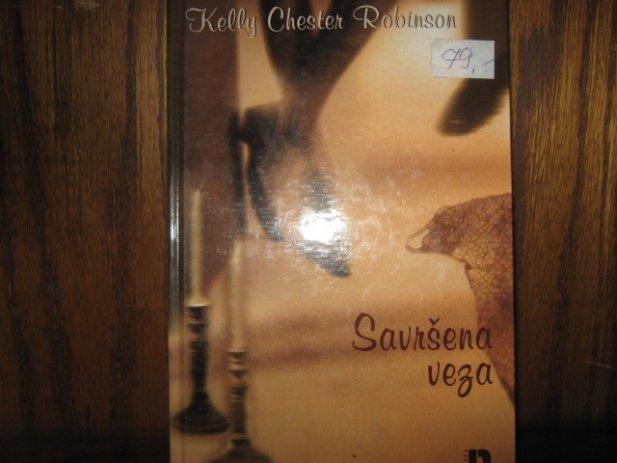 Kelly Chester Robinson
79,-
Savršena
veza